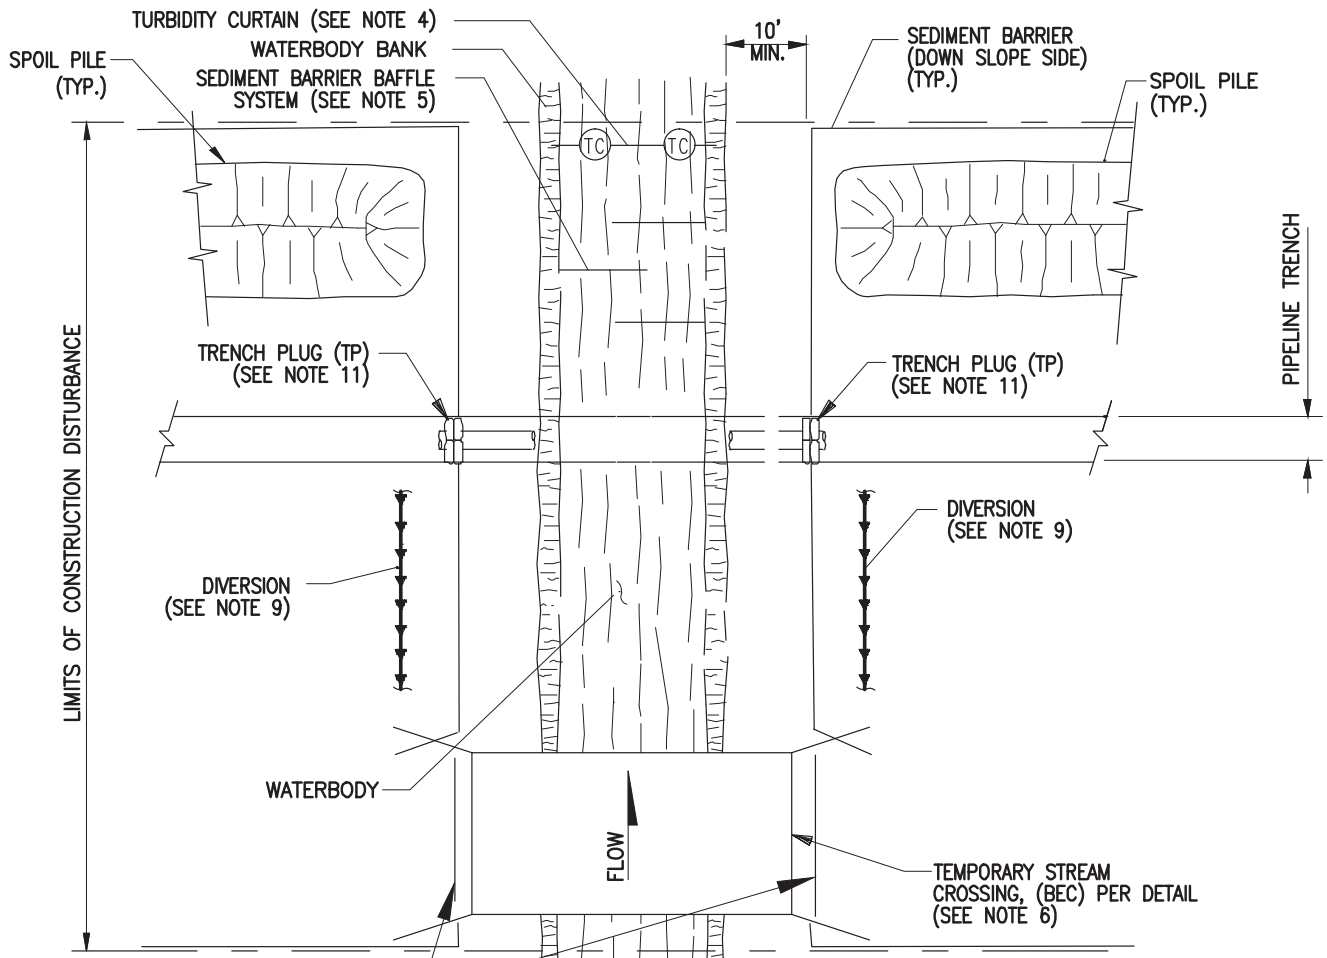 TURBIDITY CURTAIN (SEE NOTE 4)
WATERBODY BANK
SEDIMENT BARRIER BAFFLE
SYSTEM (SEE NOTE 5)
SPOIL PILE
(TYP.)
10'
MIN.
SEDIMENT BARRIER
(DOWN SLOPE SIDE)
(TYP.)
SPOIL PILE
(TYP.)
TC
TC
TRENCH PLUG (TP)
(SEE NOTE 11)
TRENCH PLUG (TP)
(SEE NOTE 11)
PIPELINE TRENCH
LIMITS OF CONSTRUCTION DISTURBANCE
DIVERSION
(SEE NOTE 9)
DIVERSION
(SEE NOTE 9)
WATERBODY
FLOW
TEMPORARY STREAM
CROSSING, (BEC) PER DETAIL
(SEE NOTE 6)